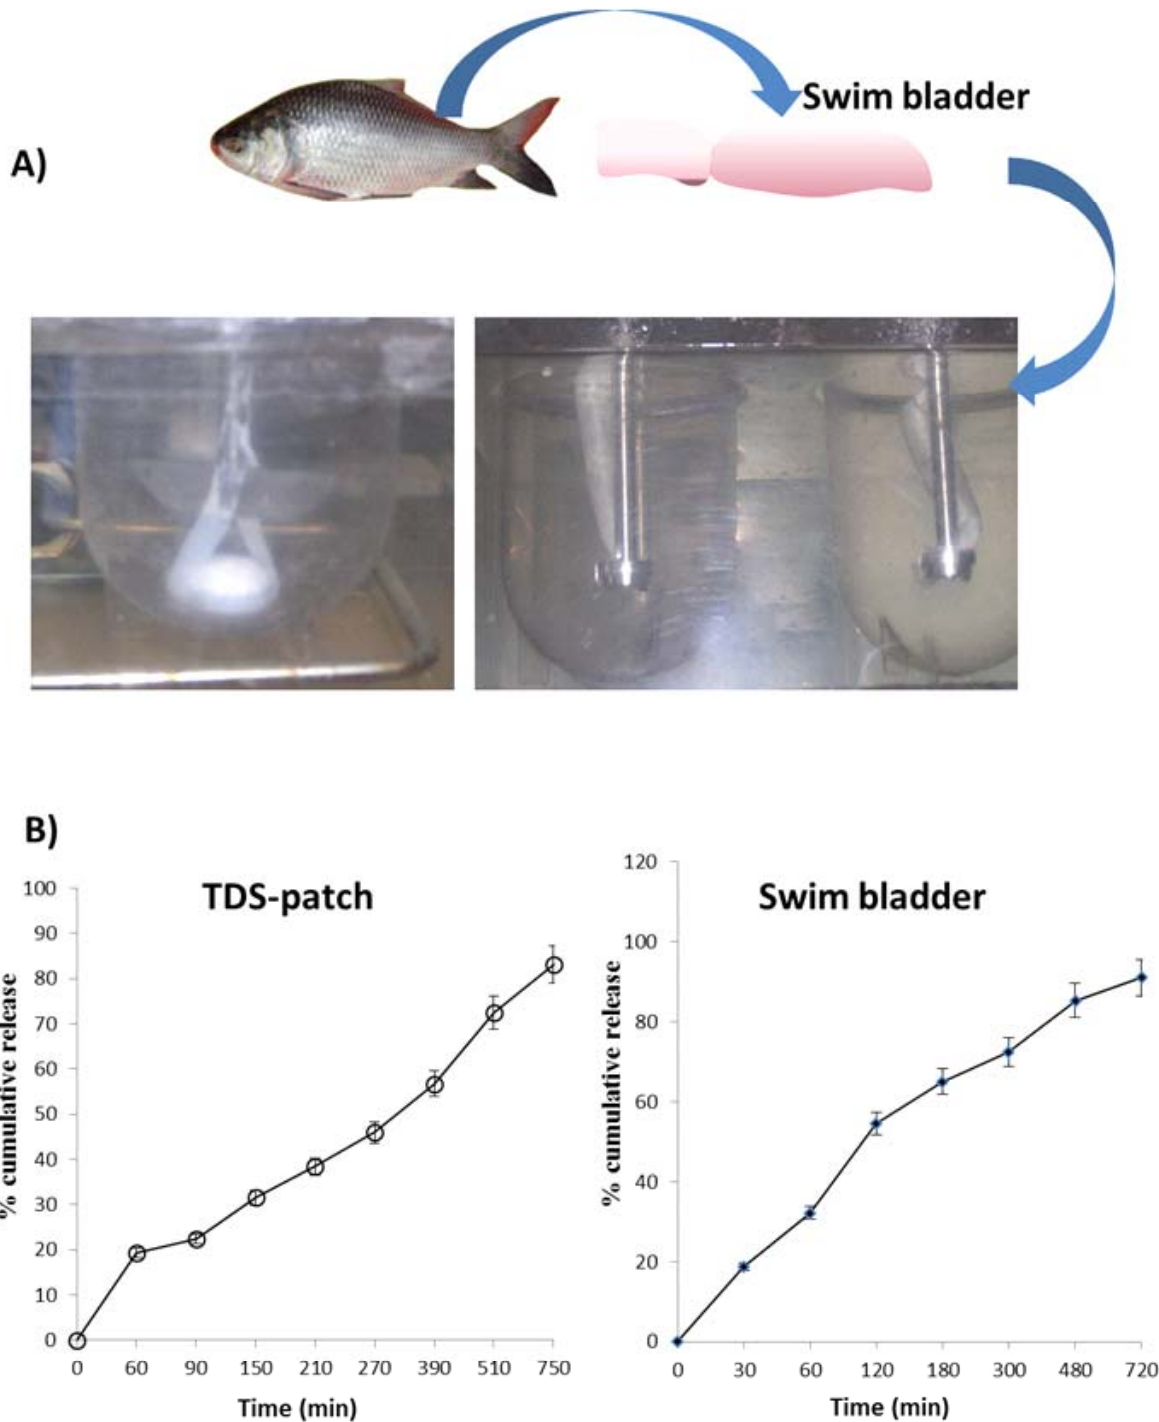 Swim bladder
A)
B)
TDS-patch
% cumulative release
100
90
80
70
60
50
40
30
20
10
0
0 60 90 150 210 270 390 510 750
Time (min)
Swim bladder
% cumulative release
120
100
80
60
40
20
0
0 30 60 120 180 300 480 720
Time (min)